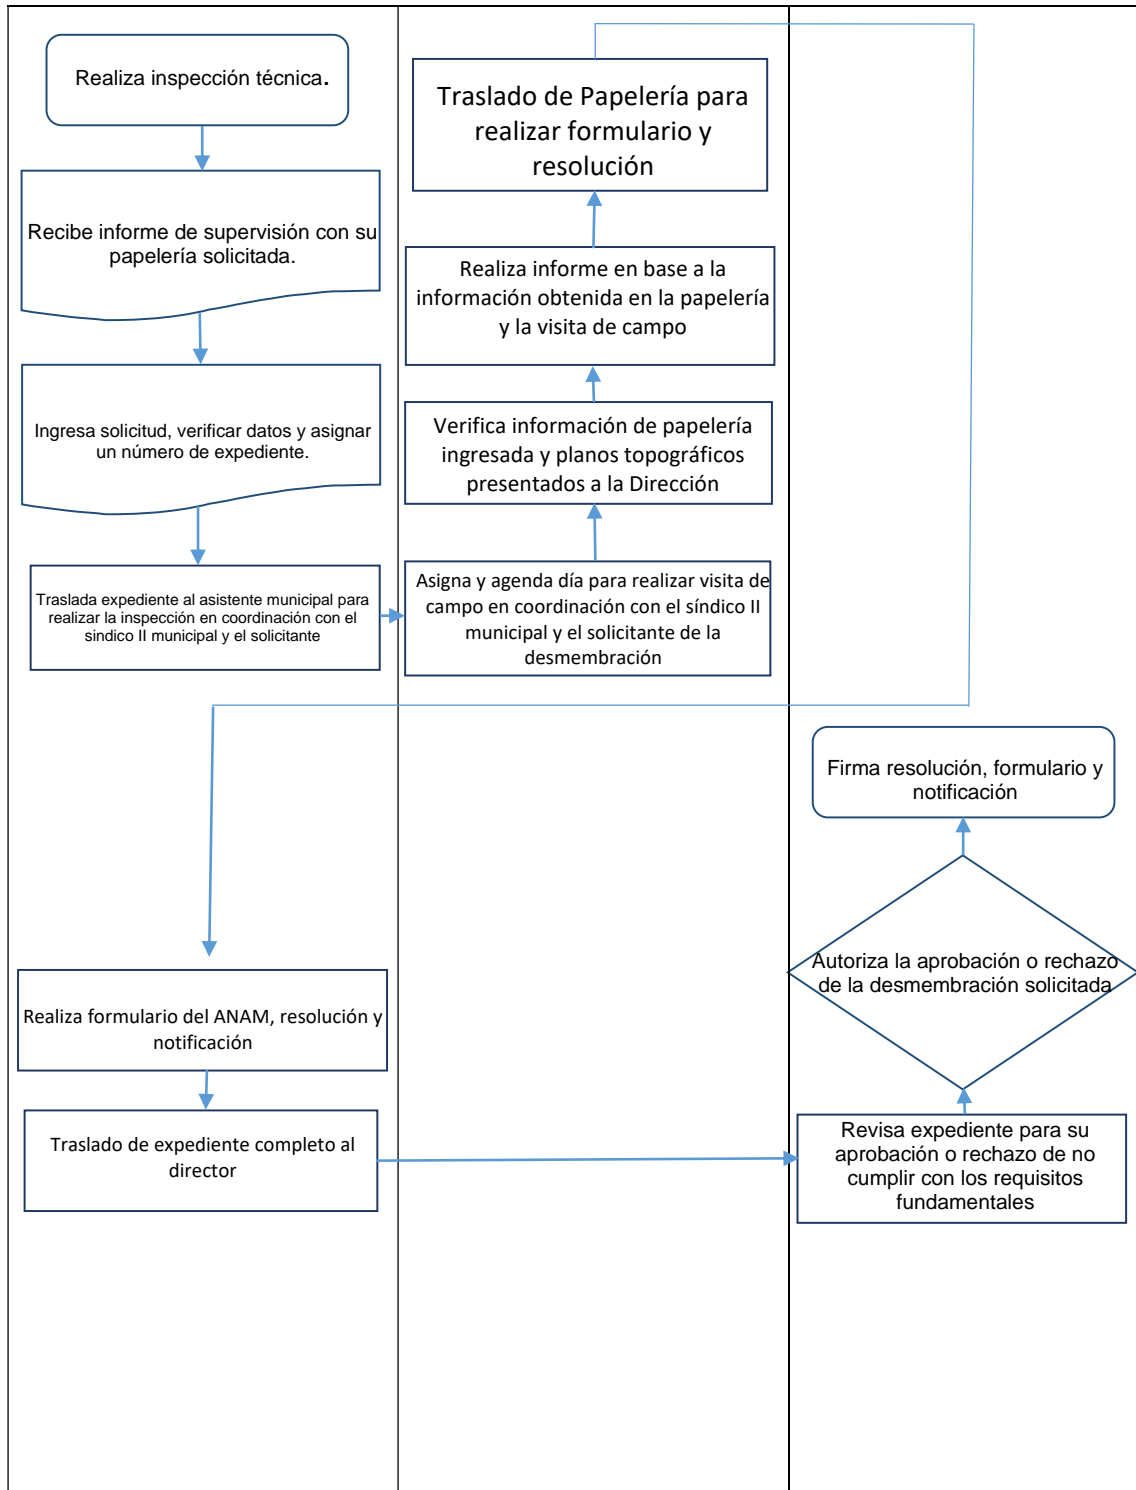 Realiza inspección técnica.
Recibe informe de supervisión con su
papelería solicitada.
Ingresa solicitud, verificar datos y asignar
un número de expediente.
Traslada expediente al asistente municipal para
realizar la inspección en coordinación con el
sindico II municipal y el solicitante
Traslado de Papelería para
realizar formulario y
resolución
Realiza informe en base a la
información obtenida en la papelería
y la visita de campo
Verifica información de papelería
ingresada y planos topográficos
presentados a la Dirección
Asigna y agenda día para realizar visita de
campo en coordinación con el síndico II
municipal y el solicitante de la
desmembración
Realiza formulario del ANAM, resolución y
notificación
Traslado de expediente completo al
director
Firma resolución, formulario y
notificación
Autoriza la aprobación o rechazo
de la desmembración solicitada
Revisa expediente para su
aprobación o rechazo de no
cumplir con los requisitos
fundamentales